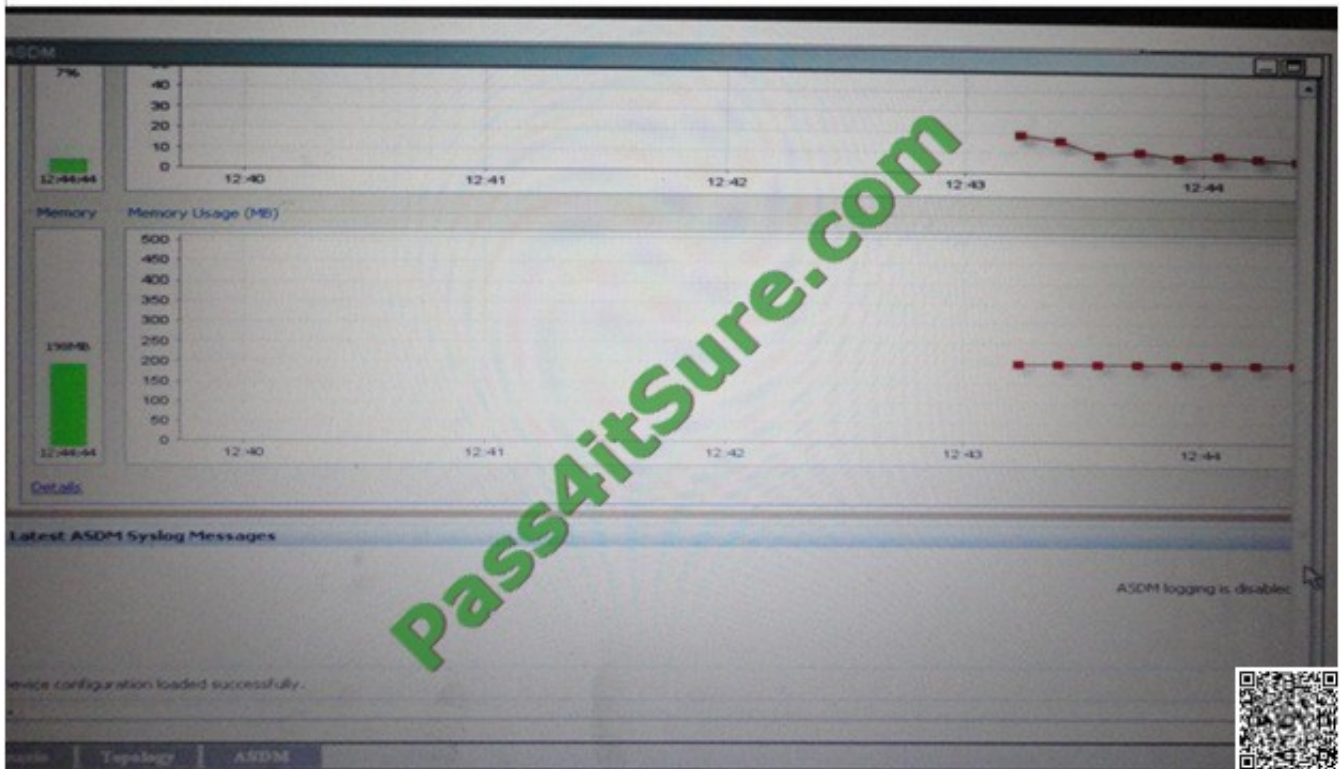 ASDM
7%
40
30
20
10
0
12:44:44
12:40
12:41
12:42
12:43
12:44
Memory
Memory Usage (MB)
500
450
400
350
300
250
200
150
100
50
0
198MB
12:44:44
12:40
12:41
12:42
12:43
12:44
Details
Latest ASDM Syslog Messages
ASDM logging is disabled
evice configuration loaded successfully.
Topology
ASDM
Pass4itSure.com